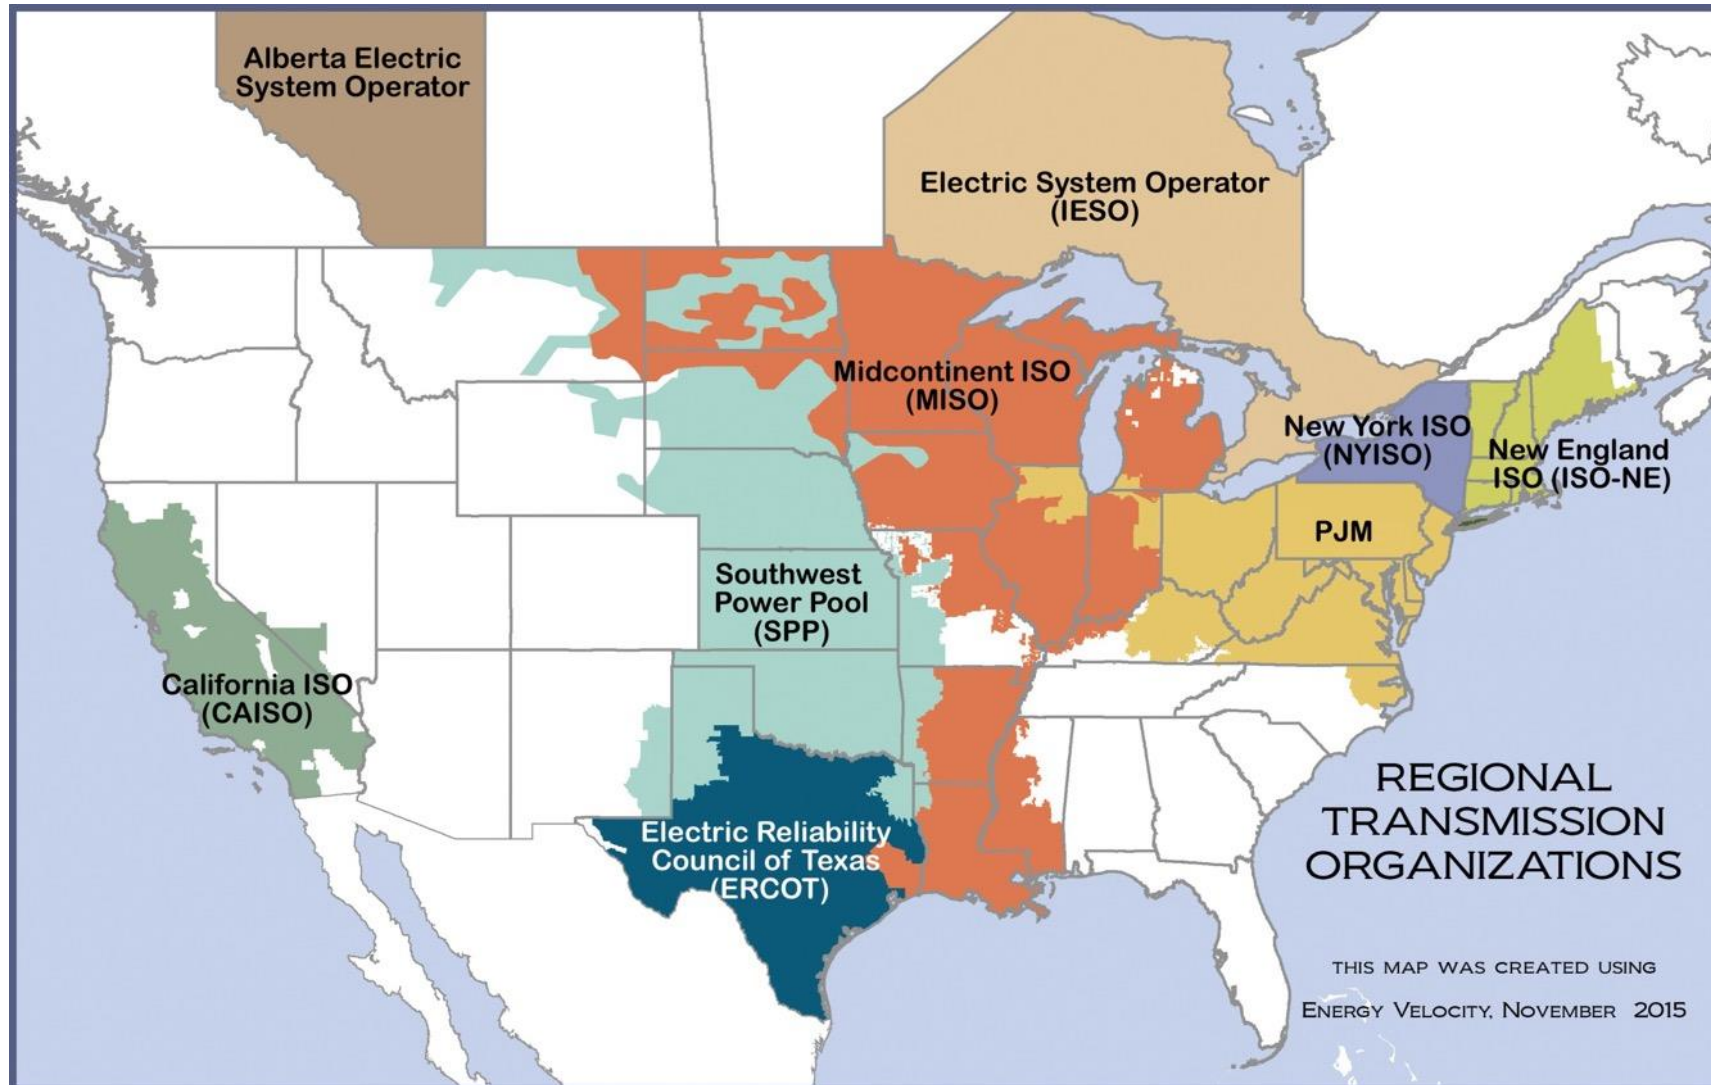 Alberta Electric
System Operator
Electric System Operator
(IESO)
Midcontinent ISO
(MISO)
New York ISO
(NYISO)
New England
ISO (ISO-NE)
PJM
Southwest
Power Pool
(SPP)
California ISO
(CAISO)
Electric Reliability
Council of Texas
(ERCOT)
REGIONAL
TRANSMISSION
ORGANIZATIONS
THIS MAP WAS CREATED USING
ENERGY VELOCITY, NOVEMBER 2015